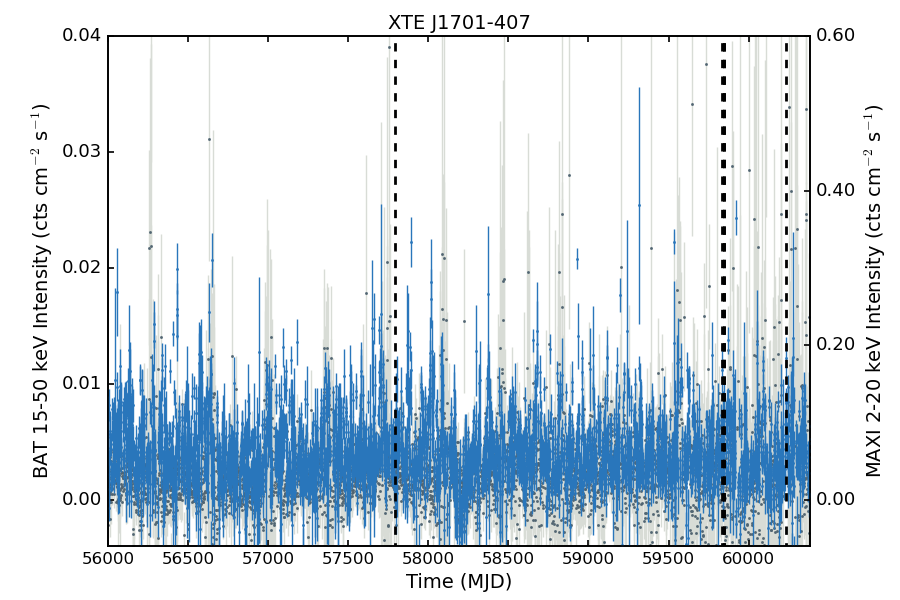 XTE J1701-407
0.04
0.03
0.02
0.01
0.00
BAT 15-50 keV Intensity (cts cm⁻² s⁻¹)
0.60
0.40
0.20
0.00
MAXI 2-20 keV Intensity (cts cm⁻² s⁻¹)
56000 56500 57000 57500 58000 58500 59000 59500 60000
Time (MJD)